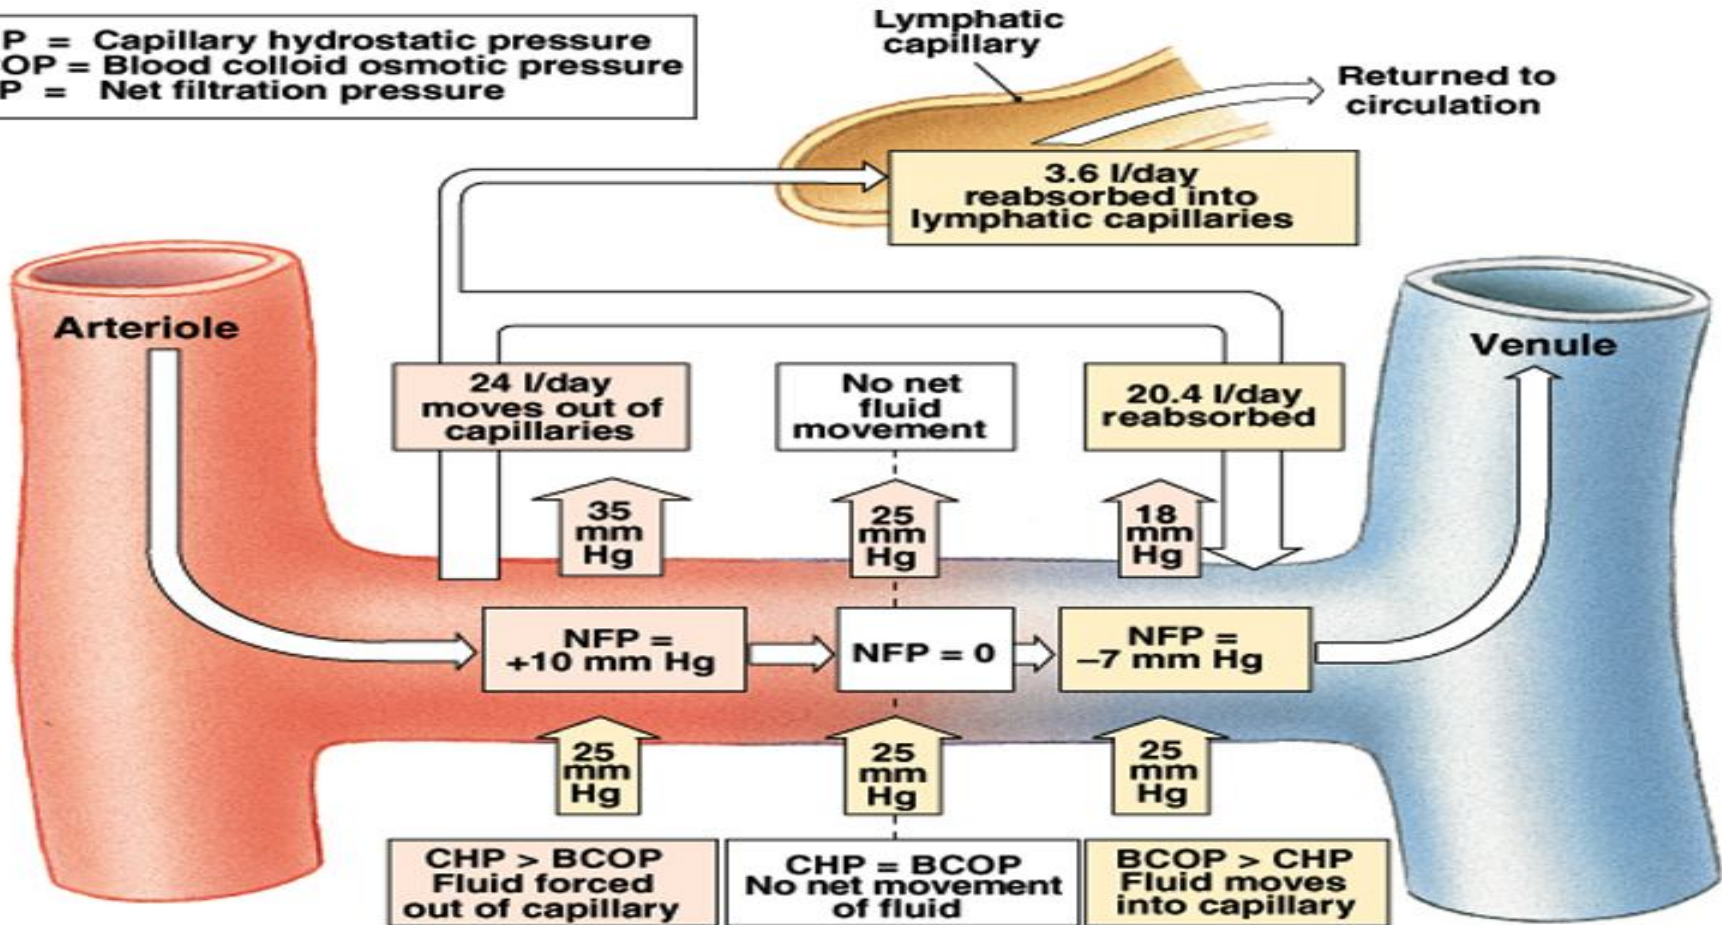 P = Capillary hydrostatic pressure
OP = Blood colloid osmotic pressure
P = Net filtration pressure
Lymphatic
capillary
Returned to
circulation
3.6 l/day
reabsorbed into
lymphatic capillaries
Arteriole
Venule
24 l/day
moves out of
capillaries
No net
fluid
movement
20.4 l/day
reabsorbed
35
mm
Hg
25
mm
Hg
18
mm
Hg
NFP =
+10 mm Hg
NFP = 0
NFP =
–7 mm Hg
25
mm
Hg
25
mm
Hg
25
mm
Hg
CHP > BCOP
Fluid forced
out of capillary
CHP = BCOP
No net movement
of fluid
BCOP > CHP
Fluid moves
into capillary